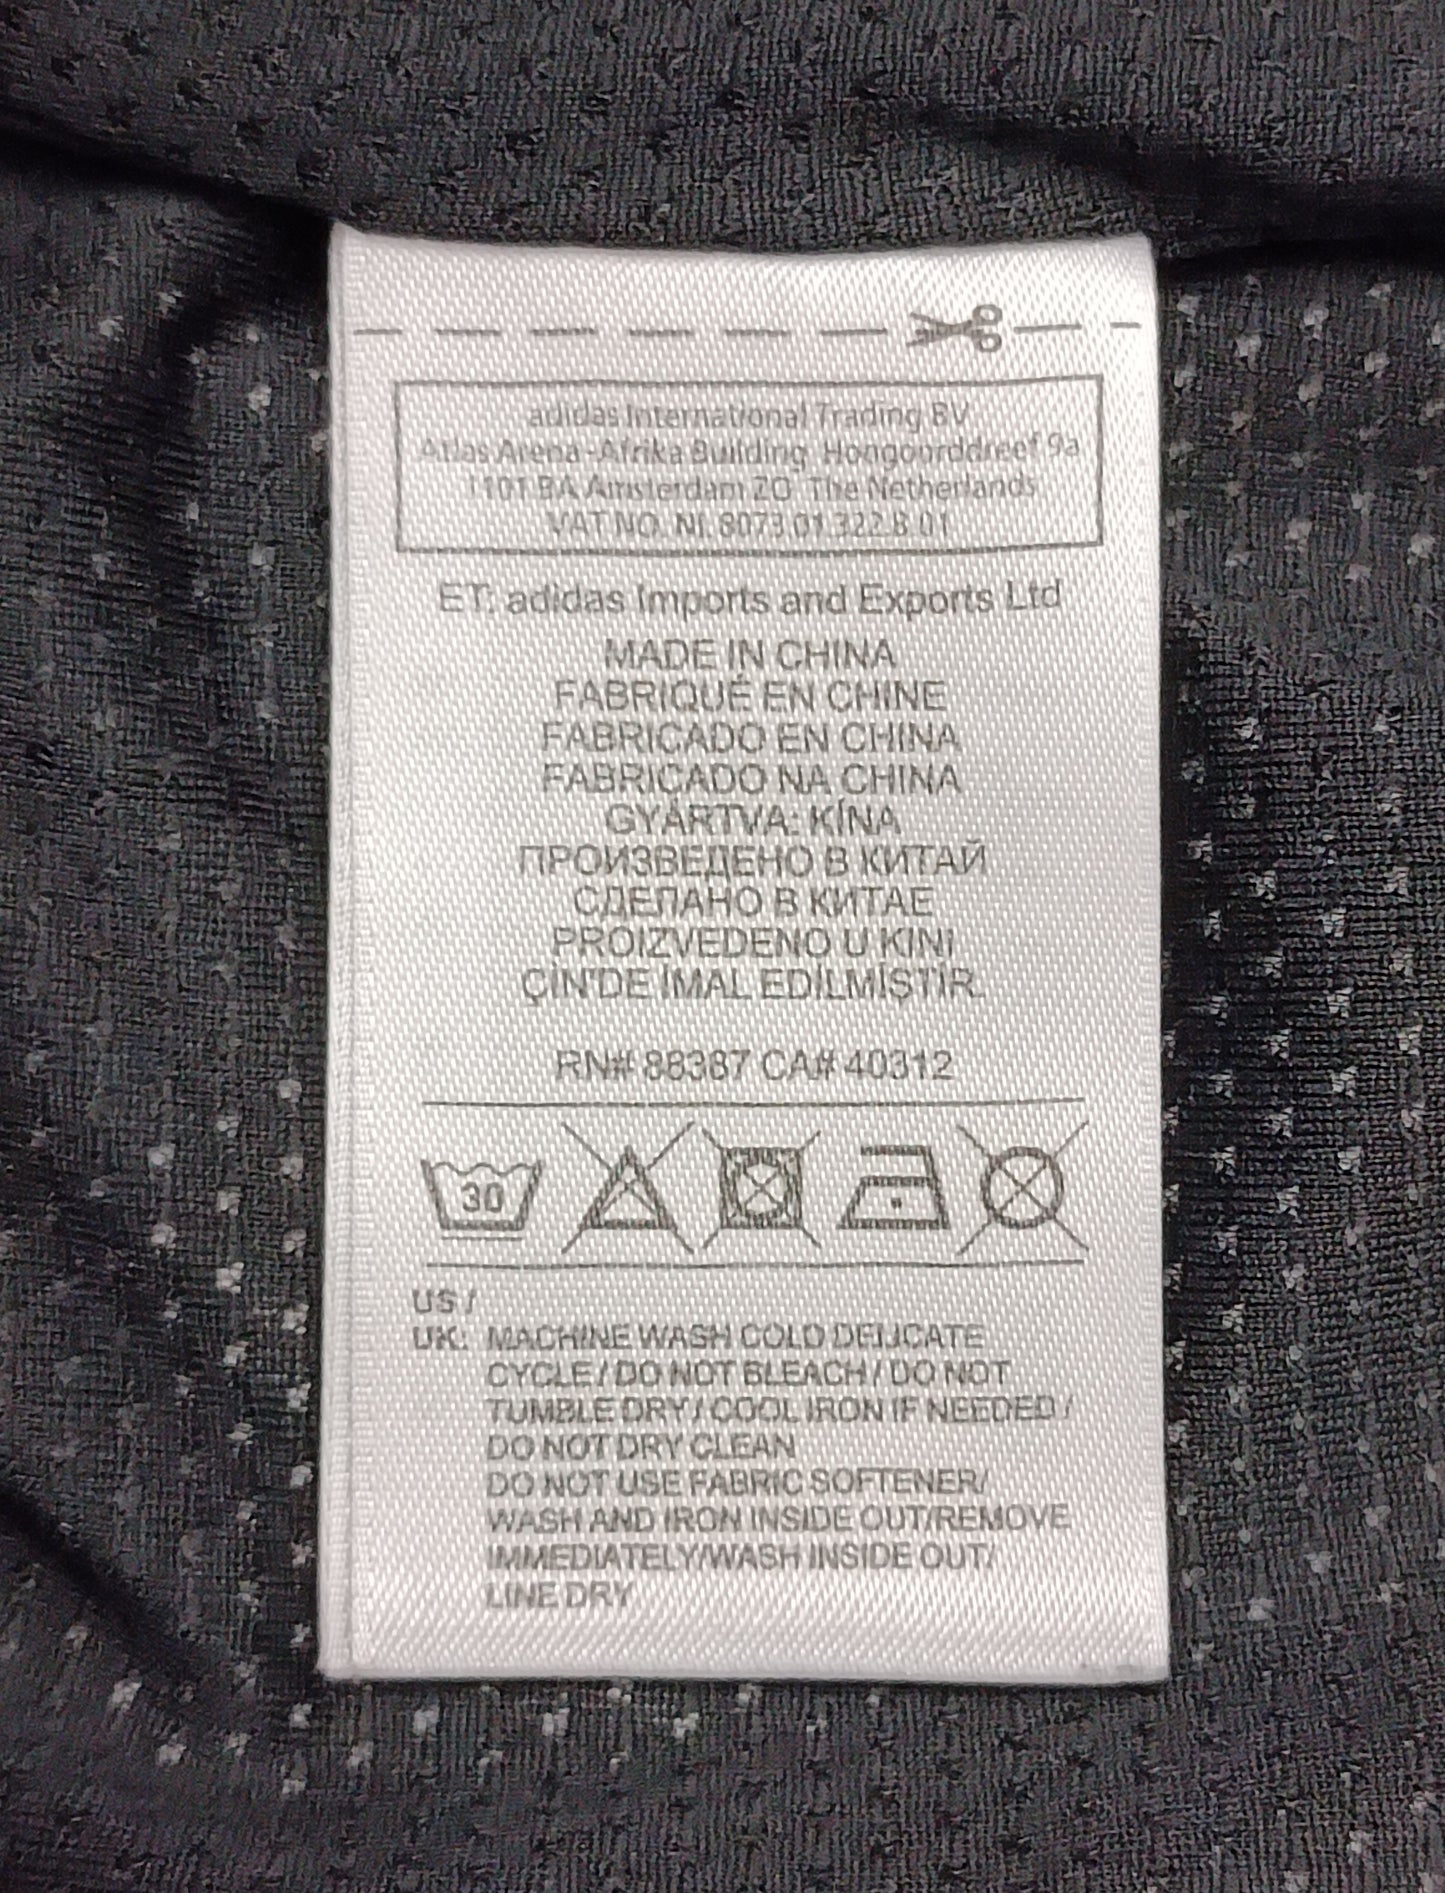 adidas International Trading BV
Atlas Arena-Afrika Building Hoogoorddreef 9a
1101 BA Amsterdam ZO The Netherlands
VAT NO. NL 8073.01.322.B.01
ET: adidas Imports and Exports Ltd
MADE IN CHINA
FABRIQUÉ EN CHINE
FABRICADO EN CHINA
FABRICADO NA CHINA
GYÁRTVA: KÍNA
ПРОИЗВЕДЕНО В КИТАЙ
СДЕЛАНО В КИТАЕ
PROIZVEDENO U KINI
ÇİN'DE İMAL EDİLMİŞTİR.
RN# 88387 CA# 40312
30
US /
UK: MACHINE WASH COLD DELICATE
CYCLE / DO NOT BLEACH / DO NOT
TUMBLE DRY / COOL IRON IF NEEDED /
DO NOT DRY CLEAN
DO NOT USE FABRIC SOFTENER/
WASH AND IRON INSIDE OUT/REMOVE
IMMEDIATELY/WASH INSIDE OUT/
LINE DRY